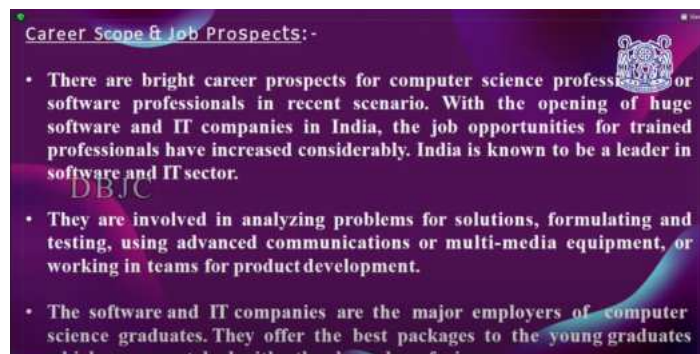 Career Scope & Job Prospects:-
• There are bright career prospects for computer science or
software professionals in recent scenario. With the opening of huge
software and IT companies in India, the job opportunities for trained
professionals have increased considerably. India is known to be a leader in
software and IT sector.
DBJC
• They are involved in analyzing problems for solutions, formulating and
testing, using advanced communications or multi-media equipment, or
working in teams for product development.
• The software and IT companies are the major employers of computer
science graduates. They offer the best packages to the young graduates